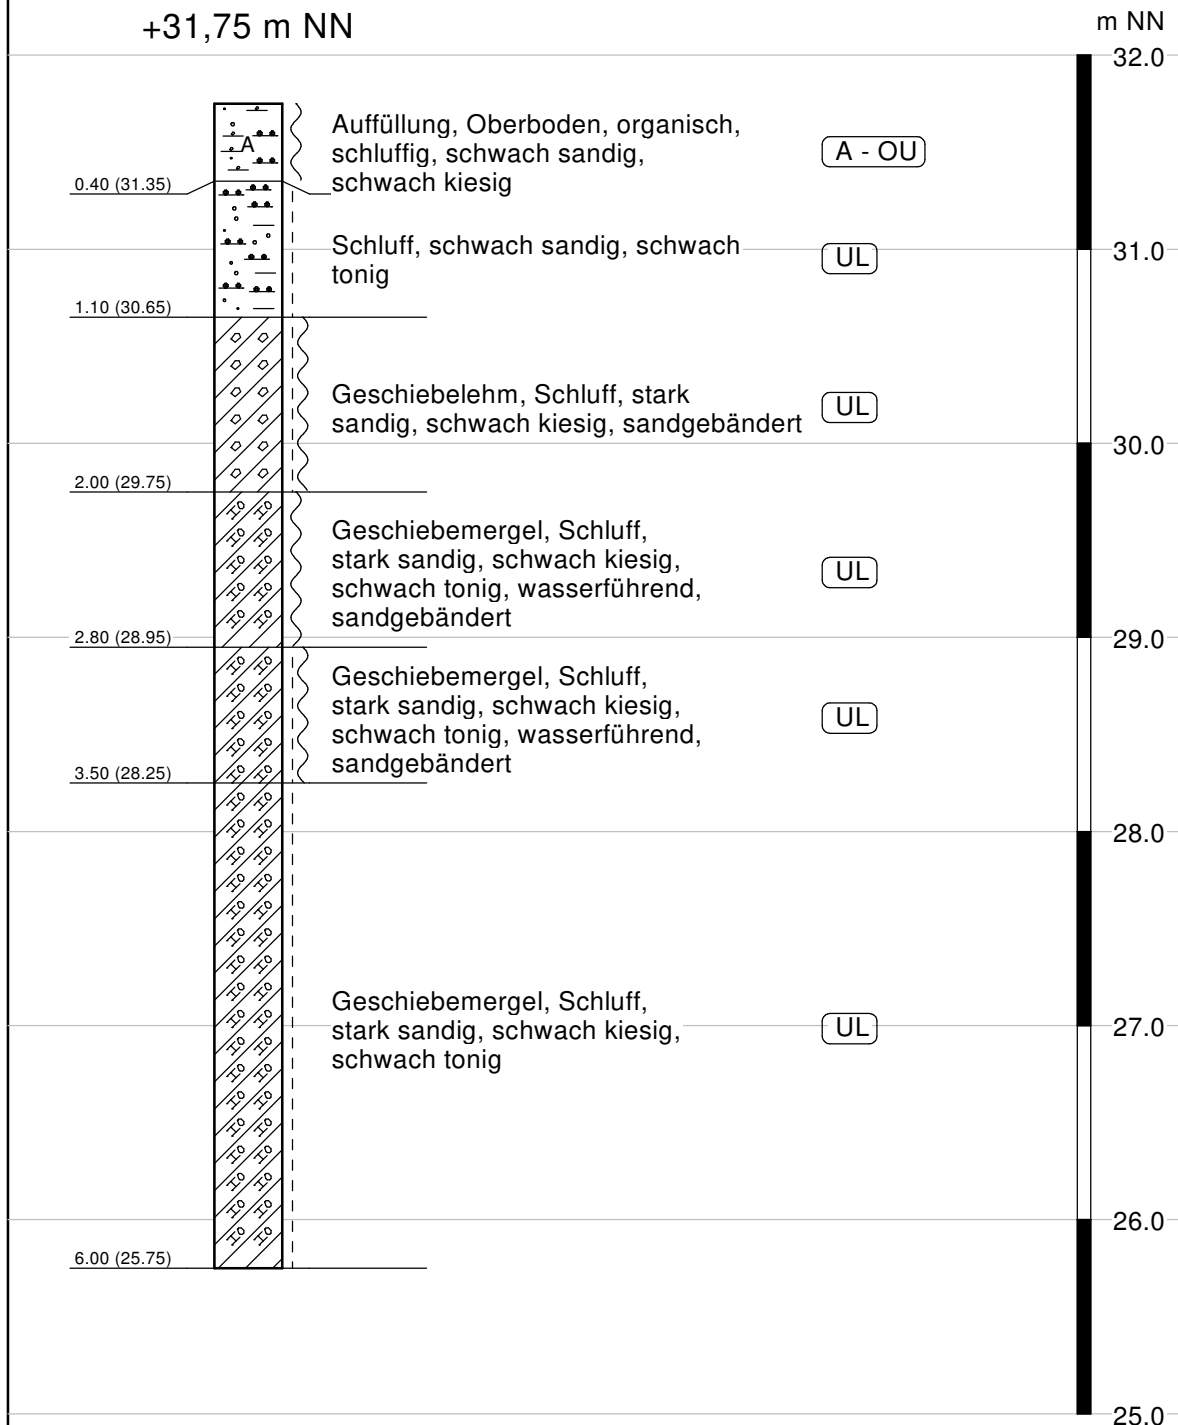 +31,75 m NN
m NN
32.0
A
Auffüllung, Oberboden, organisch,
schluffig, schwach sandig,
schwach kiesig
A - OU
0.40 (31.35)
Schluff, schwach sandig, schwach
tonig
UL
31.0
1.10 (30.65)
Geschiebelehm, Schluff, stark
sandig, schwach kiesig, sandgebändert
UL
30.0
2.00 (29.75)
Geschiebemergel, Schluff,
stark sandig, schwach kiesig,
schwach tonig, wasserführend,
sandgebändert
UL
2.80 (28.95)
29.0
Geschiebemergel, Schluff,
stark sandig, schwach kiesig,
schwach tonig, wasserführend,
sandgebändert
UL
3.50 (28.25)
28.0
Geschiebemergel, Schluff,
stark sandig, schwach kiesig,
schwach tonig
UL
27.0
26.0
6.00 (25.75)
25.0